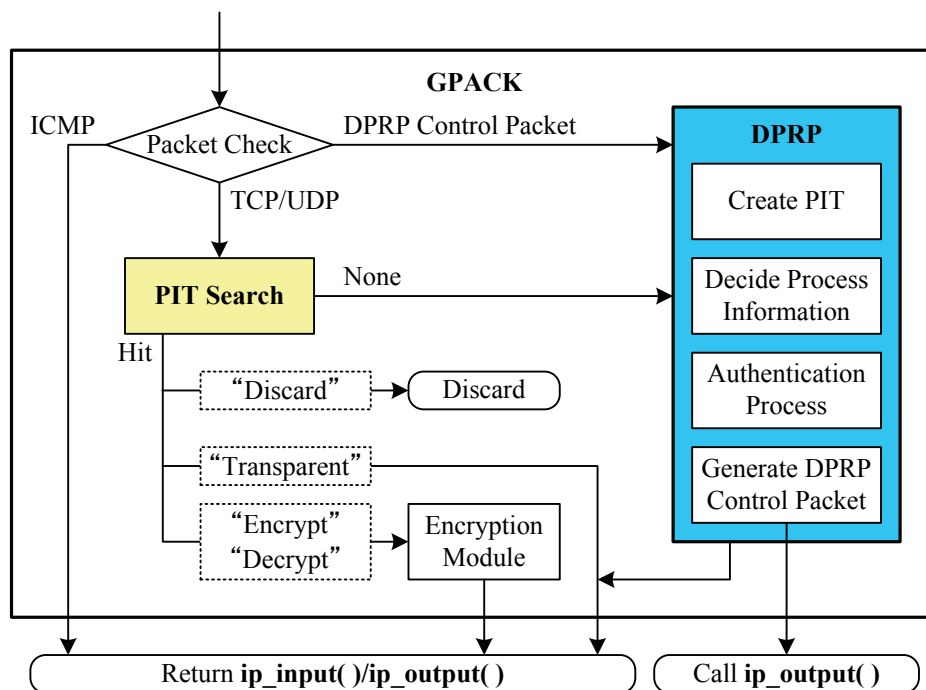 GPACK
ICMP
Packet Check
DPRP Control Packet
DPRP
TCP/UDP
Create PIT
PIT Search
None
Decide Process
Information
Hit
“Discard”
Discard
Authentication
Process
“Transparent”
Generate DPRP
Control Packet
“Encrypt”
“Decrypt”
Encryption
Module
Return ip_input( )/ip_output( )
Call ip_output( )